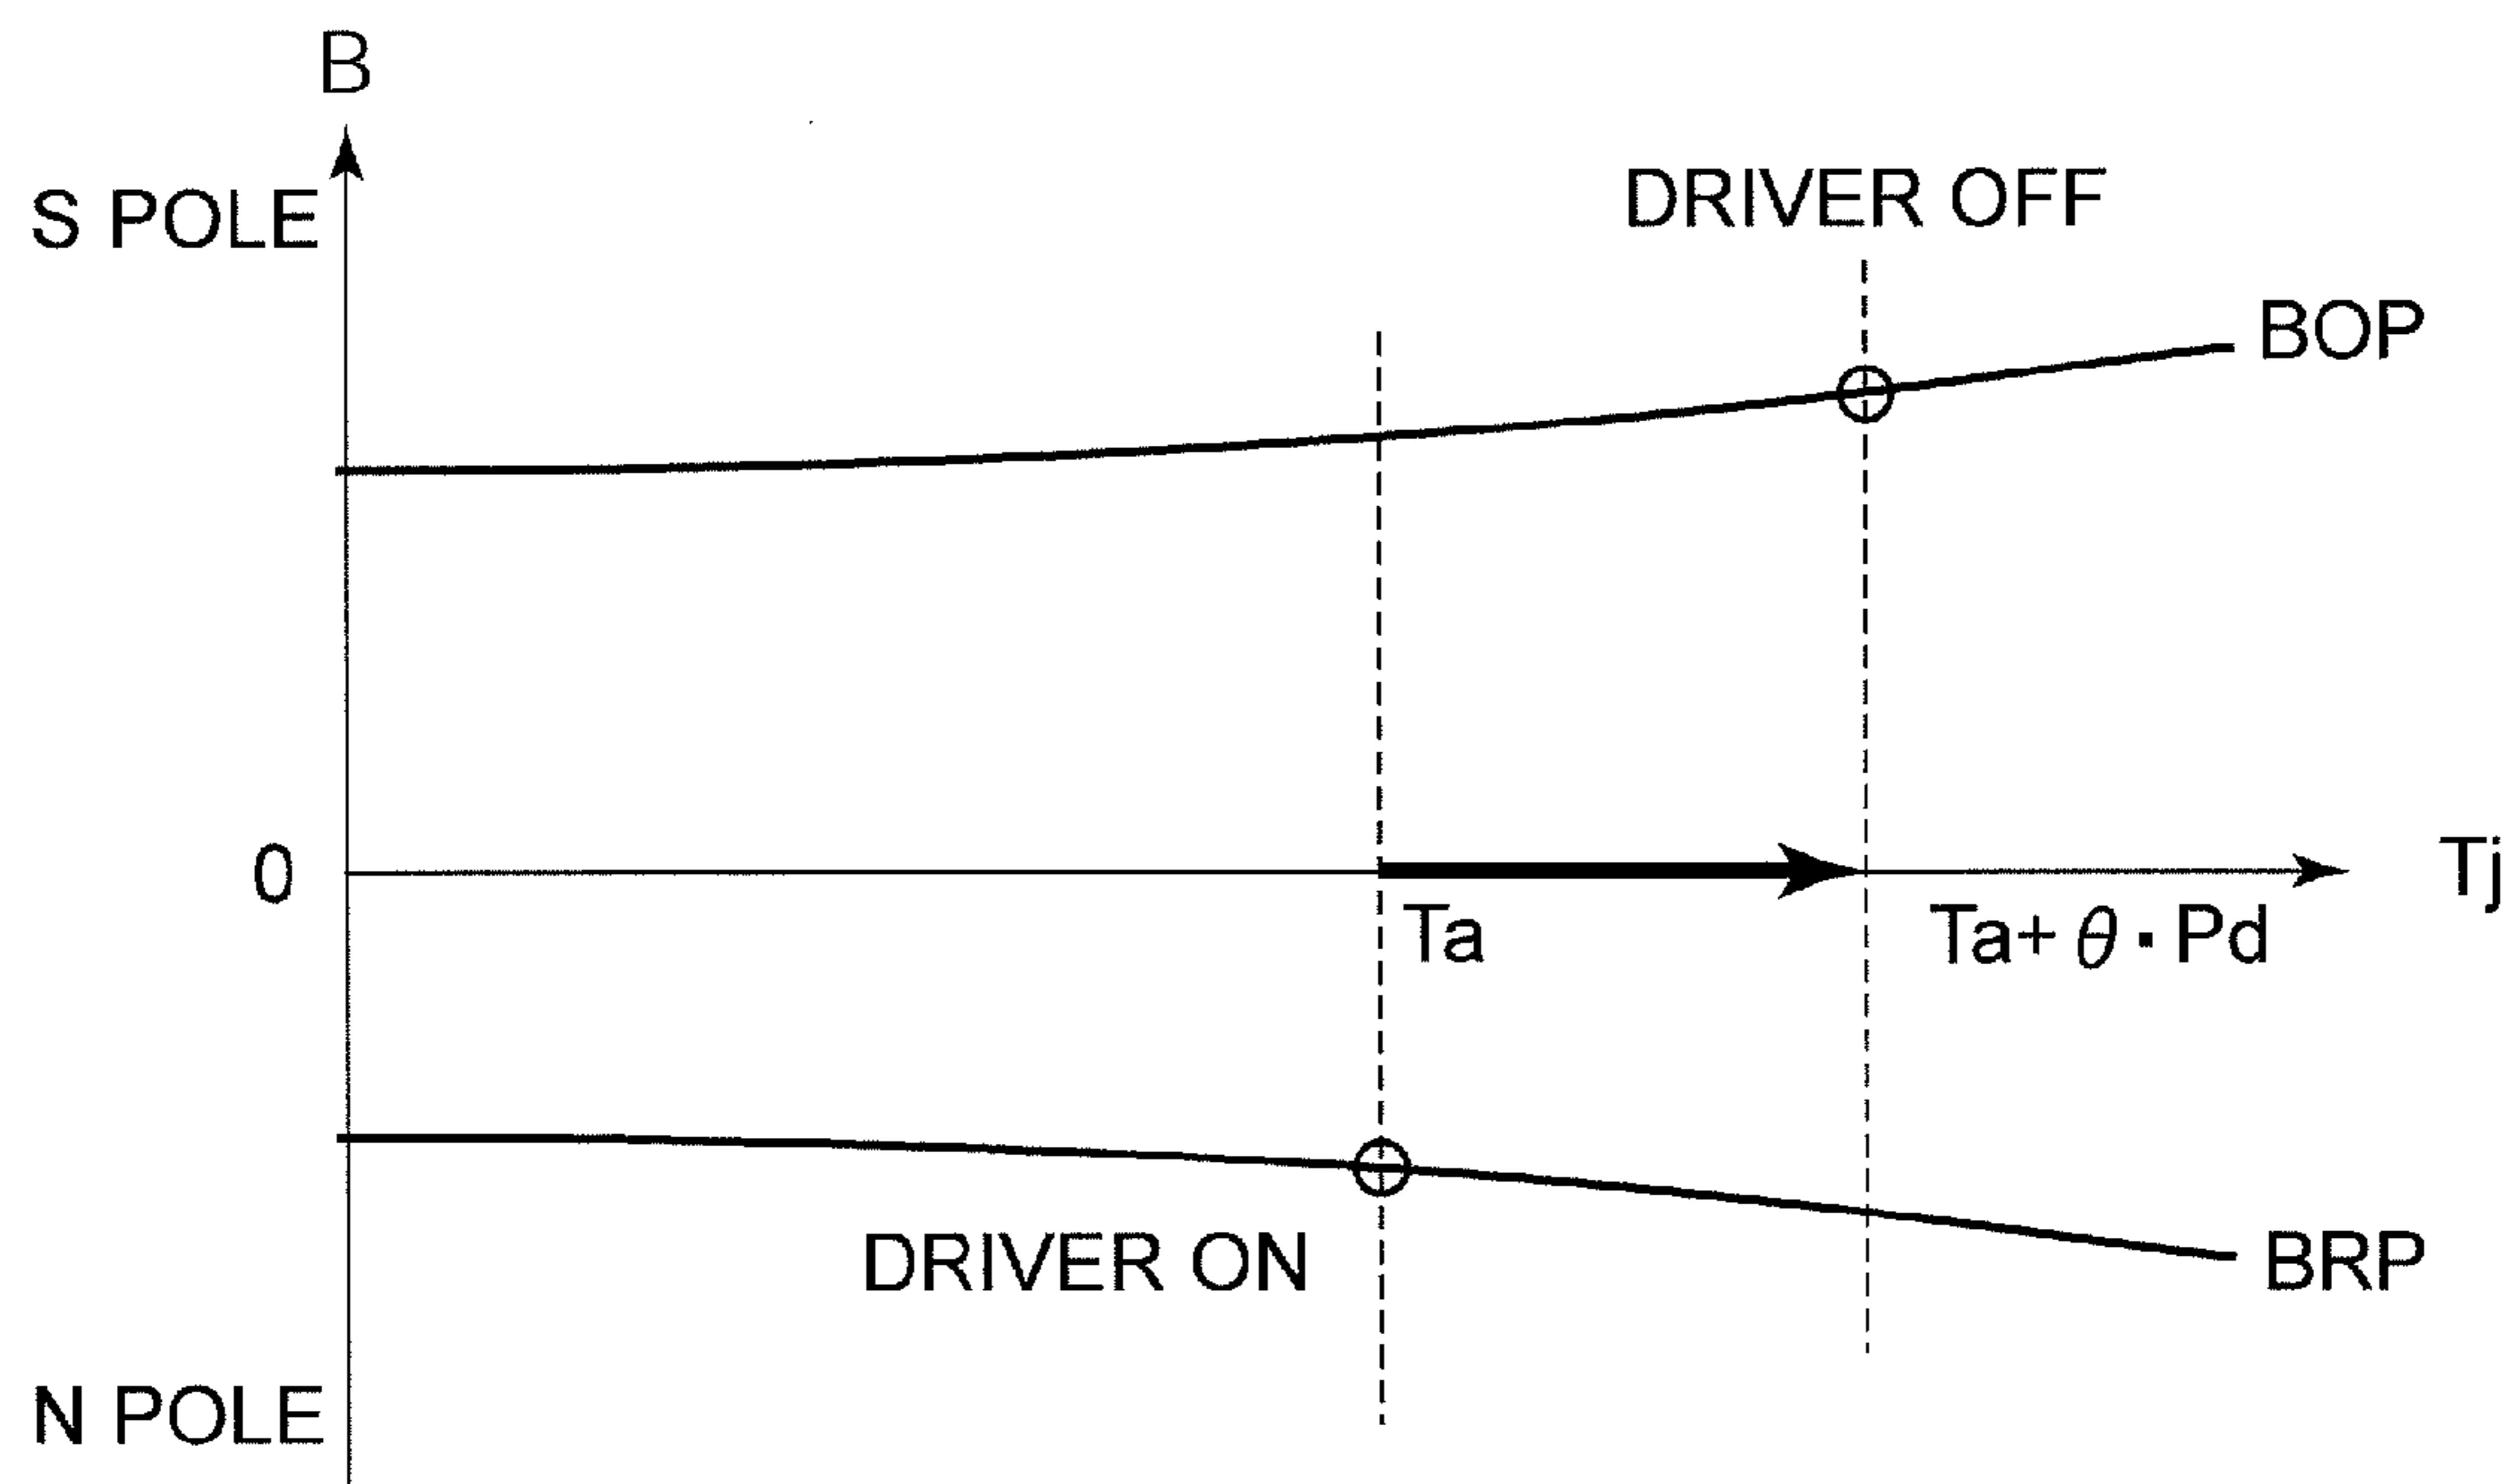 B
S POLE
DRIVER OFF
BOP
0
Tj
Ta
Ta+θ·Pd
DRIVER ON
BRP
N POLE